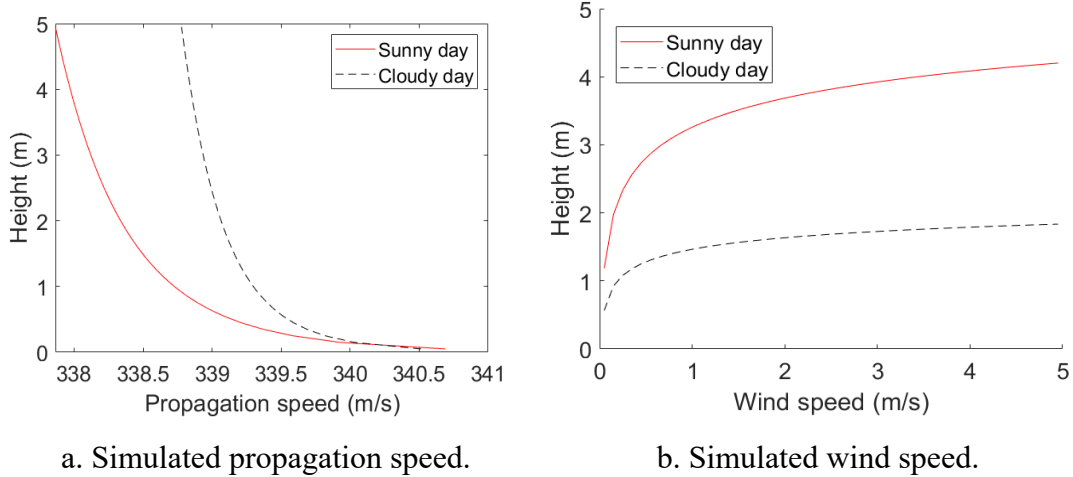 5
4
3
2
1
0
Height (m)
Sunny day
Cloudy day
338 338.5 339 339.5 340 340.5 341
Propagation speed (m/s)
a. Simulated propagation speed.
5
4
3
2
1
0
Height (m)
Sunny day
Cloudy day
0 1 2 3 4 5
Wind speed (m/s)
b. Simulated wind speed.